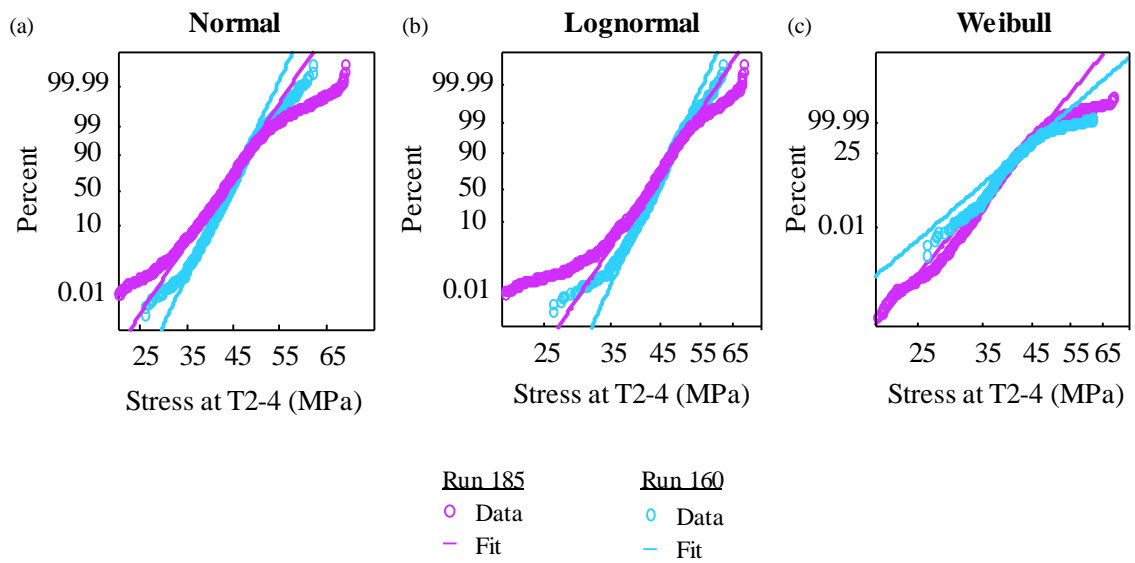 (a) Normal
Percent
99.99
99
90
50
10
0.01
25 35 45 55 65
Stress at T2-4 (MPa)
(b) Lognormal
Percent
99.99
99
90
50
10
0.01
25 35 45 55 65
Stress at T2-4 (MPa)
(c) Weibull
Percent
99.99
25
0.01
25 35 45 55 65
Stress at T2-4 (MPa)
Run 185
Data
Fit
Run 160
Data
Fit